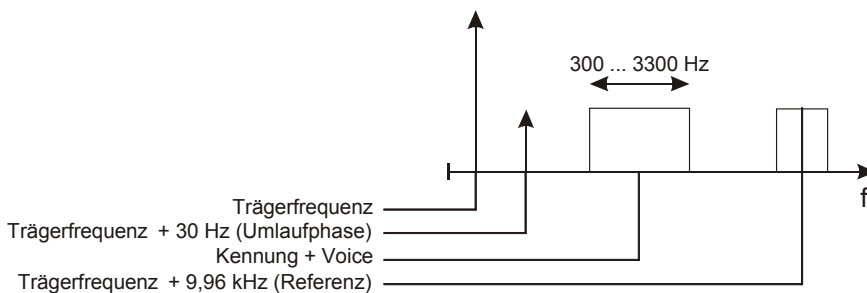 300 ... 3300 Hz
f
Trägerfrequenz
Trägerfrequenz + 30 Hz (Umlaufphase)
Kennung + Voice
Trägerfrequenz + 9,96 kHz (Referenz)